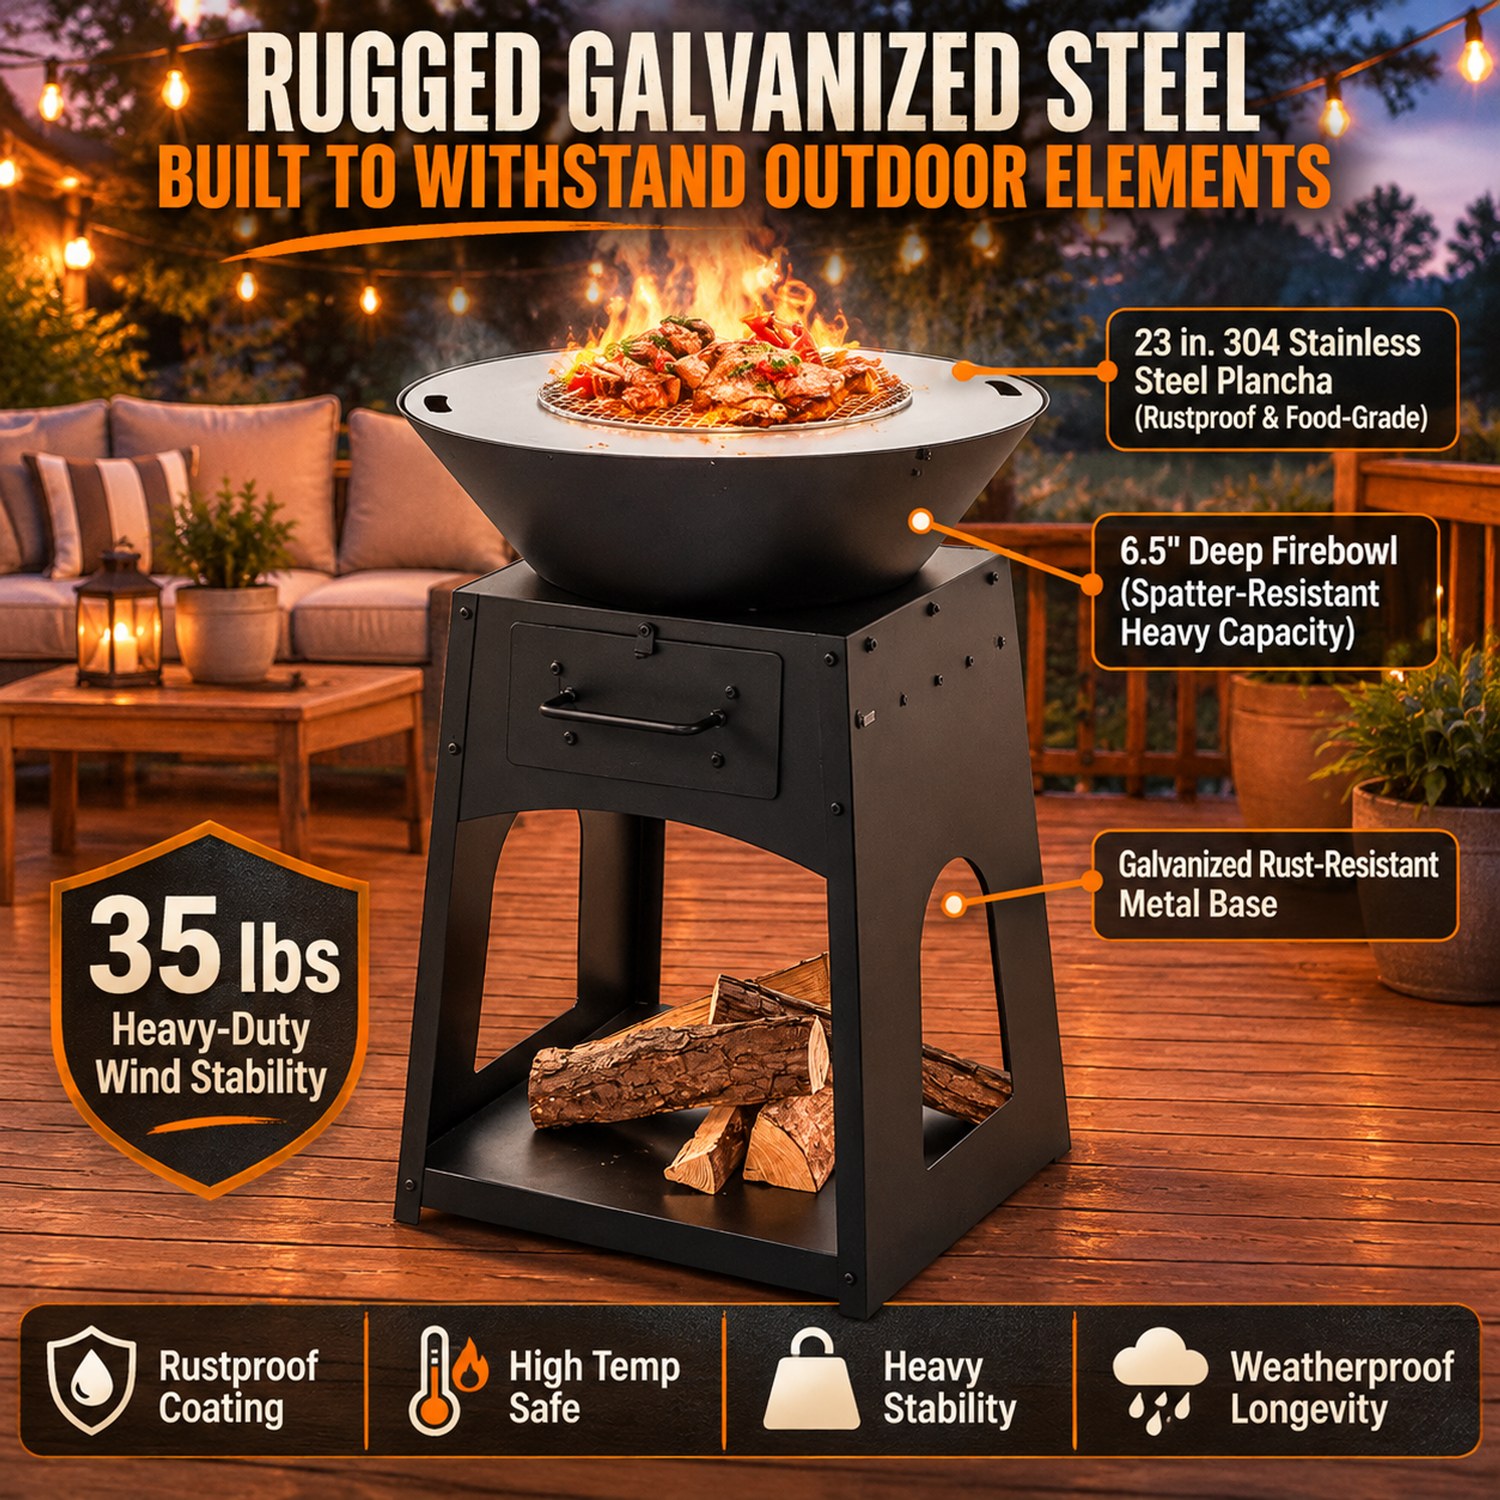 RUGGED GALVANIZED STEEL
BUILT TO WITHSTAND OUTDOOR ELEMENTS
23 in. 304 Stainless
Steel Plancha
(Rustproof & Food-Grade)
6.5" Deep Firebowl
(Spatter-Resistant
Heavy Capacity)
Galvanized Rust-Resistant
Metal Base
35 lbs
Heavy-Duty
Wind Stability
Rustproof
Coating
High Temp
Safe
Heavy
Stability
Weatherproof
Longevity